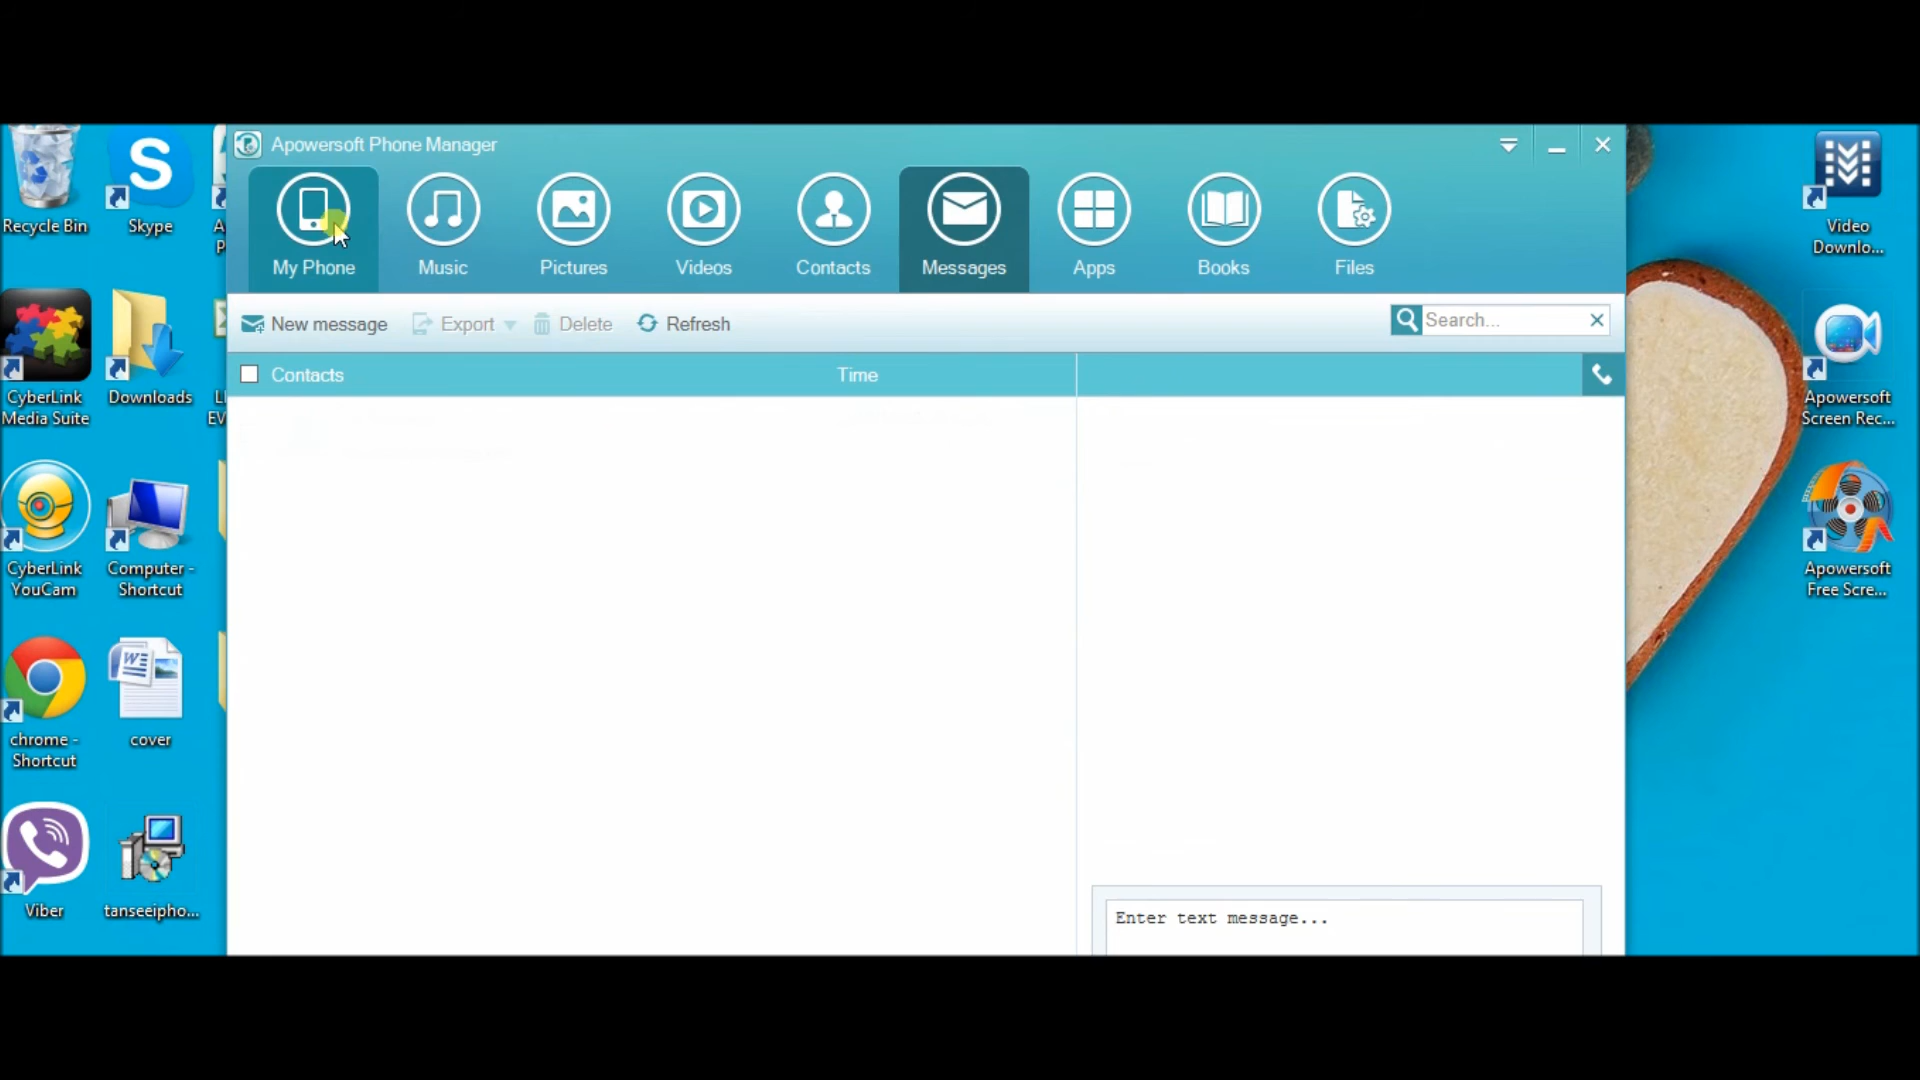 Apowersoft Phone Manager
My Phone
Music
Pictures
Videos
Contacts
Messages
Apps
Books
Files
New message
Export
Delete
Refresh
Search...
Contacts
Time
Enter text message...
Recycle Bin
Skype
CyberLink
Media Suite
Downloads
CyberLink
YouCam
Computer -
Shortcut
chrome -
Shortcut
cover
Viber
tanseeipho...
Video
Downlo...
Apowersoft
Screen Rec...
Apowersoft
Free Scre...